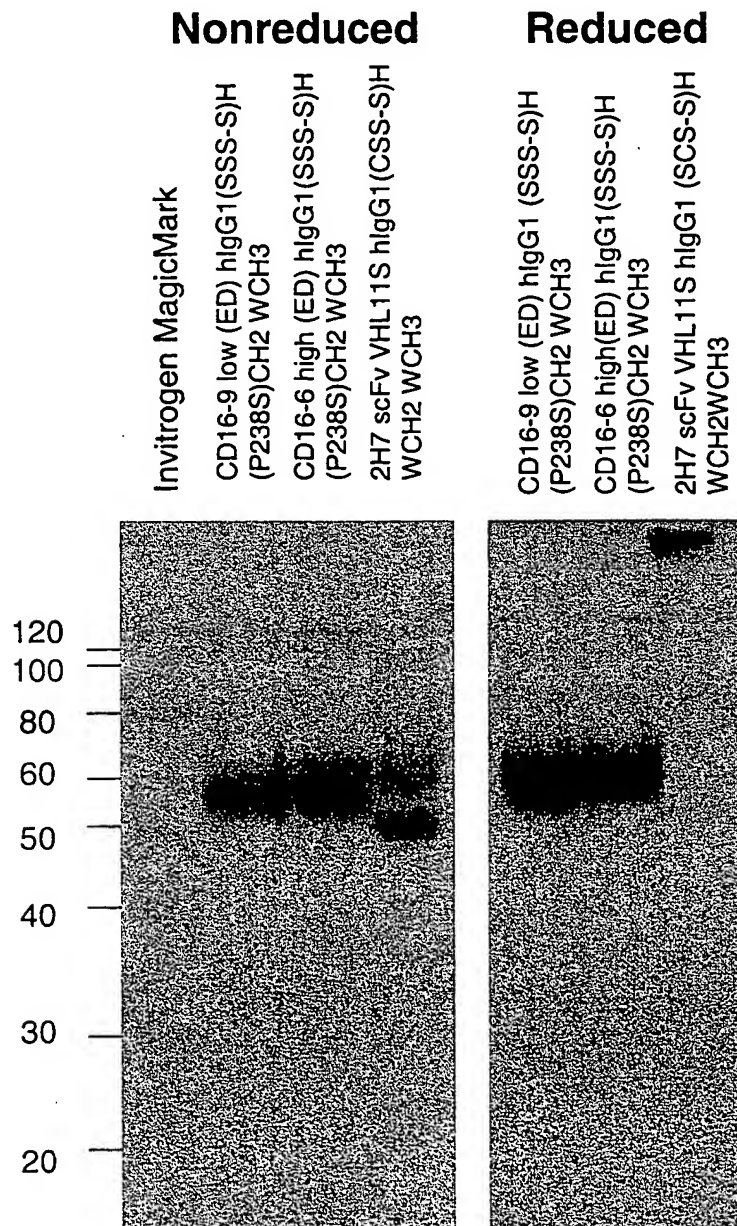 Nonreduced
Reduced
Invitrogen MagicMark
CD16-9 low (ED) hIgG1(SSS-S)H
(P238S)CH2 WCH3
CD16-6 high (ED) hIgG1(SSS-S)H
(P238S)CH2 WCH3
2H7 scFv VHL11S hIgG1(CSS-S)H
WCH2 WCH3
CD16-9 low (ED) hIgG1 (SSS-S)H
(P238S)CH2 WCH3
CD16-6 high(ED) hIgG1(SSS-S)H
(P238S)CH2 WCH3
2H7 scFv VHL11S hIgG1 (SCS-S)H
WCH2WCH3
120
100
80
60
50
40
30
20